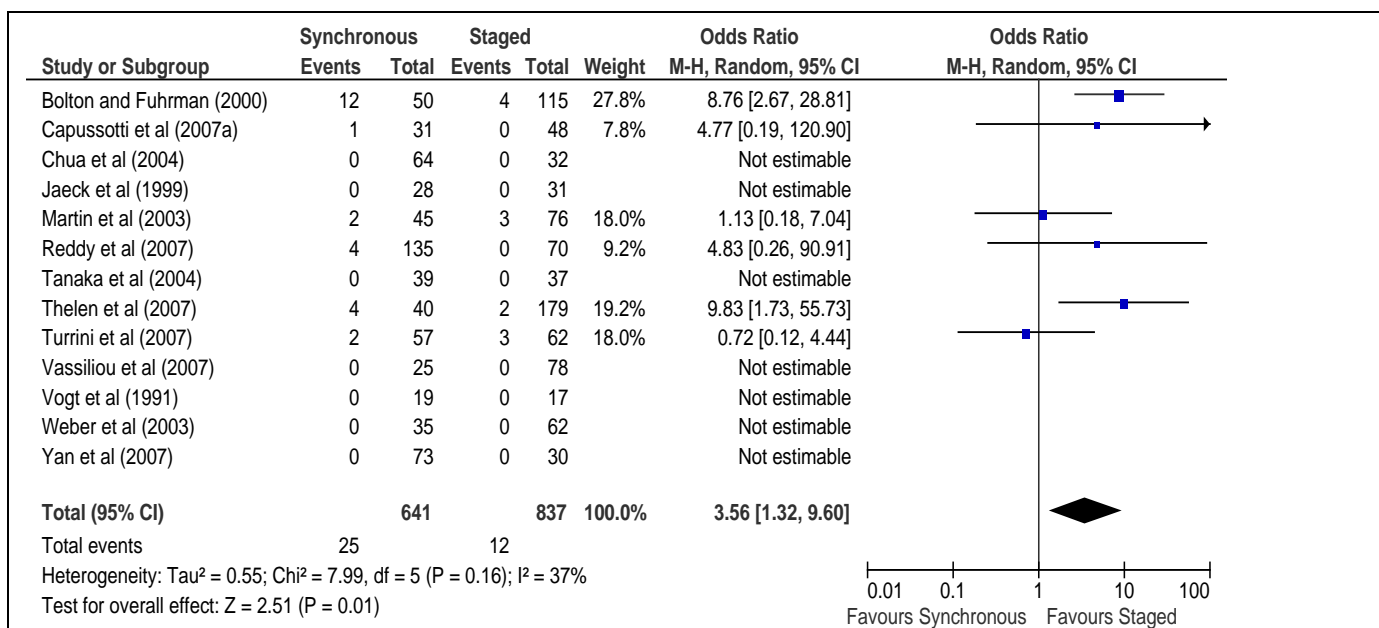 Synchronous Staged Odds Ratio Odds Ratio
Study or Subgroup Events Total Events Total Weight M-H, Random, 95% CI M-H, Random, 95% CI
Bolton and Fuhrman (2000) 12 50 4 115 27.8% 8.76 [2.67, 28.81]
Capussotti et al (2007a) 1 31 0 48 7.8% 4.77 [0.19, 120.90]
Chua et al (2004) 0 64 0 32 Not estimable
Jaeck et al (1999) 0 28 0 31 Not estimable
Martin et al (2003) 2 45 3 76 18.0% 1.13 [0.18, 7.04]
Reddy et al (2007) 4 135 0 70 9.2% 4.83 [0.26, 90.91]
Tanaka et al (2004) 0 39 0 37 Not estimable
Thelen et al (2007) 4 40 2 179 19.2% 9.83 [1.73, 55.73]
Turrini et al (2007) 2 57 3 62 18.0% 0.72 [0.12, 4.44]
Vassiliou et al (2007) 0 25 0 78 Not estimable
Vogt et al (1991) 0 19 0 17 Not estimable
Weber et al (2003) 0 35 0 62 Not estimable
Yan et al (2007) 0 73 0 30 Not estimable
Total (95% CI) 641 837 100.0% 3.56 [1.32, 9.60]
Total events 25 12
Heterogeneity: Tau² = 0.55; Chi² = 7.99, df = 5 (P = 0.16); I² = 37%
Test for overall effect: Z = 2.51 (P = 0.01)
0.01 0.1 1 10 100
Favours Synchronous Favours Staged